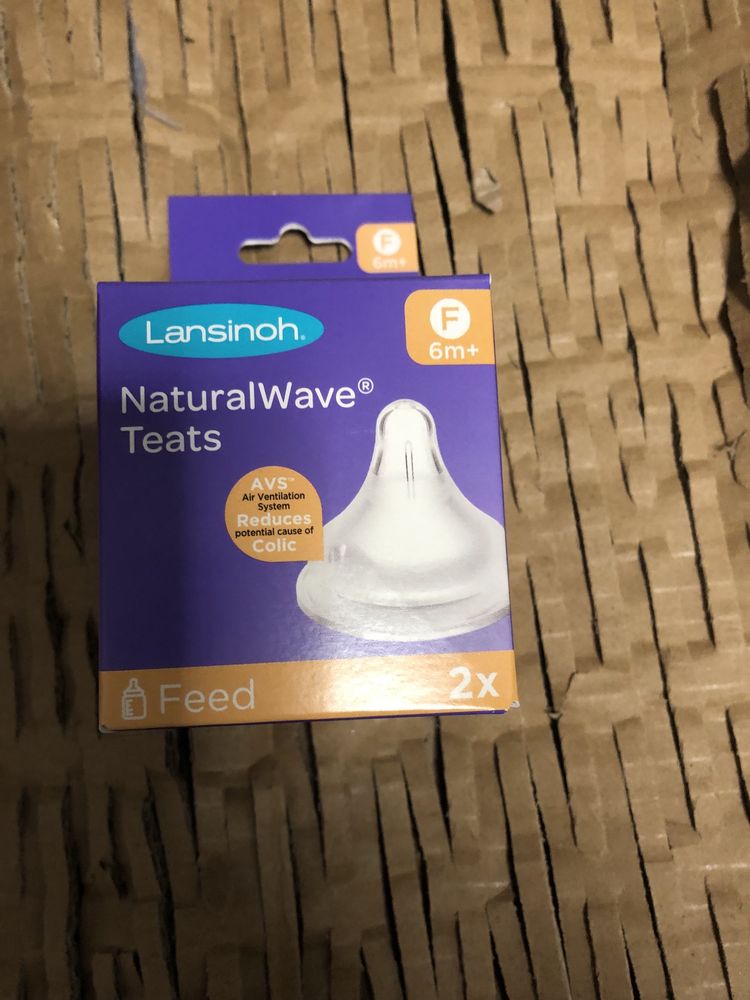 F
6m+
Lansinoh®
F
6m+
NaturalWave®
Teats
AVS™
Air Ventilation
System
Reduces
potential cause of
Colic
Feed
2x